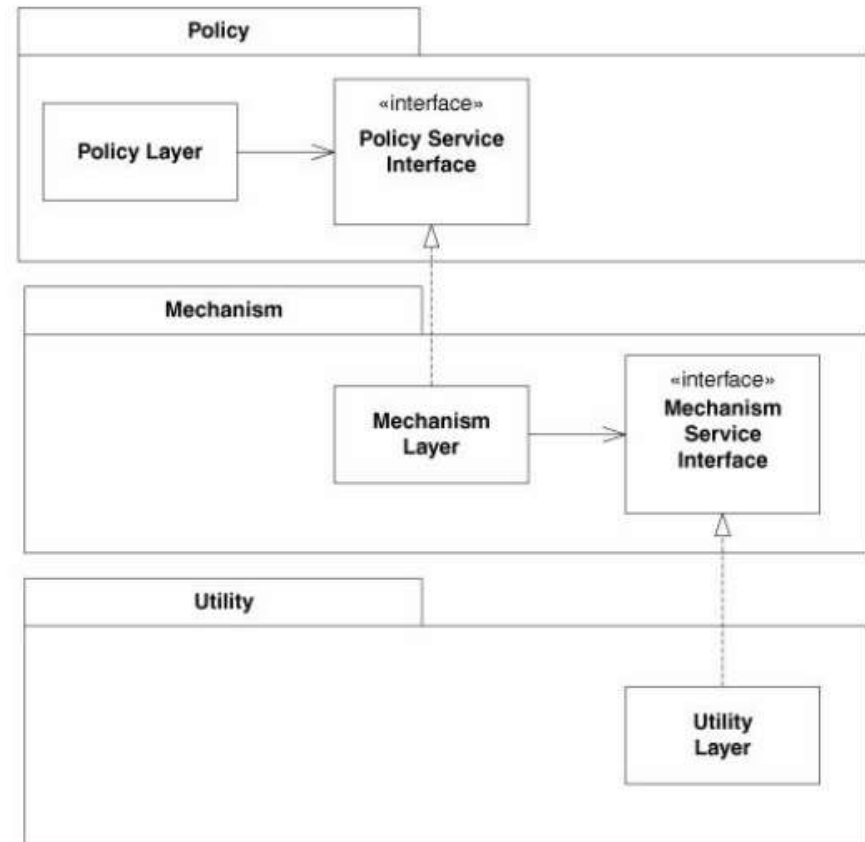 Policy
«interface»
Policy Layer
Policy Service
Interface
Mechanism
«interface»
Mechanism
Layer
Mechanism
Service
Interface
Utility
Utility
Layer